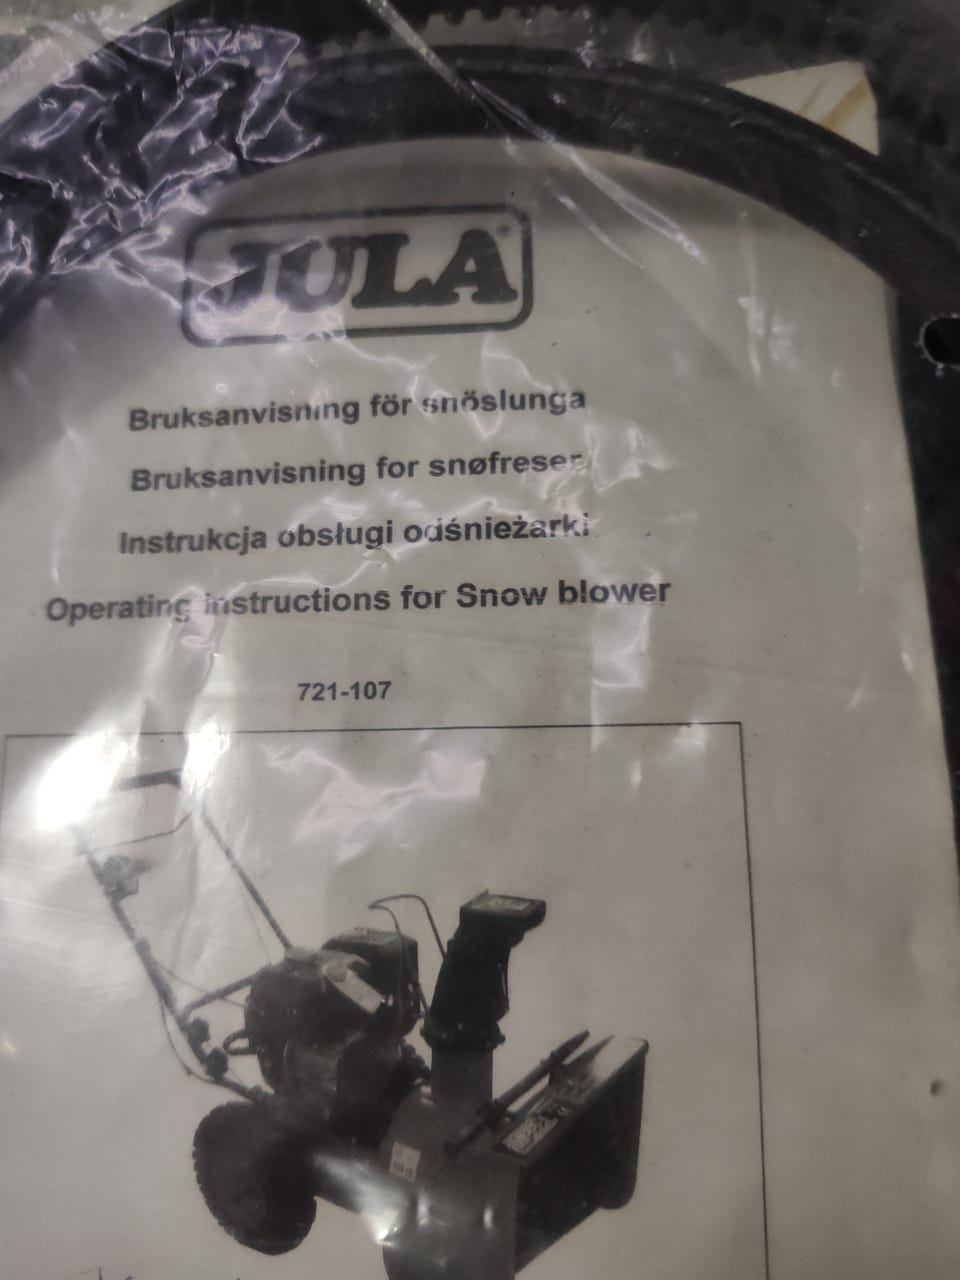 JULA®
Bruksanvisning för snöslunga
Bruksanvisning for snøfreser
Instrukcja obsługi odśnieżarki
Operating instructions for Snow blower
721-107